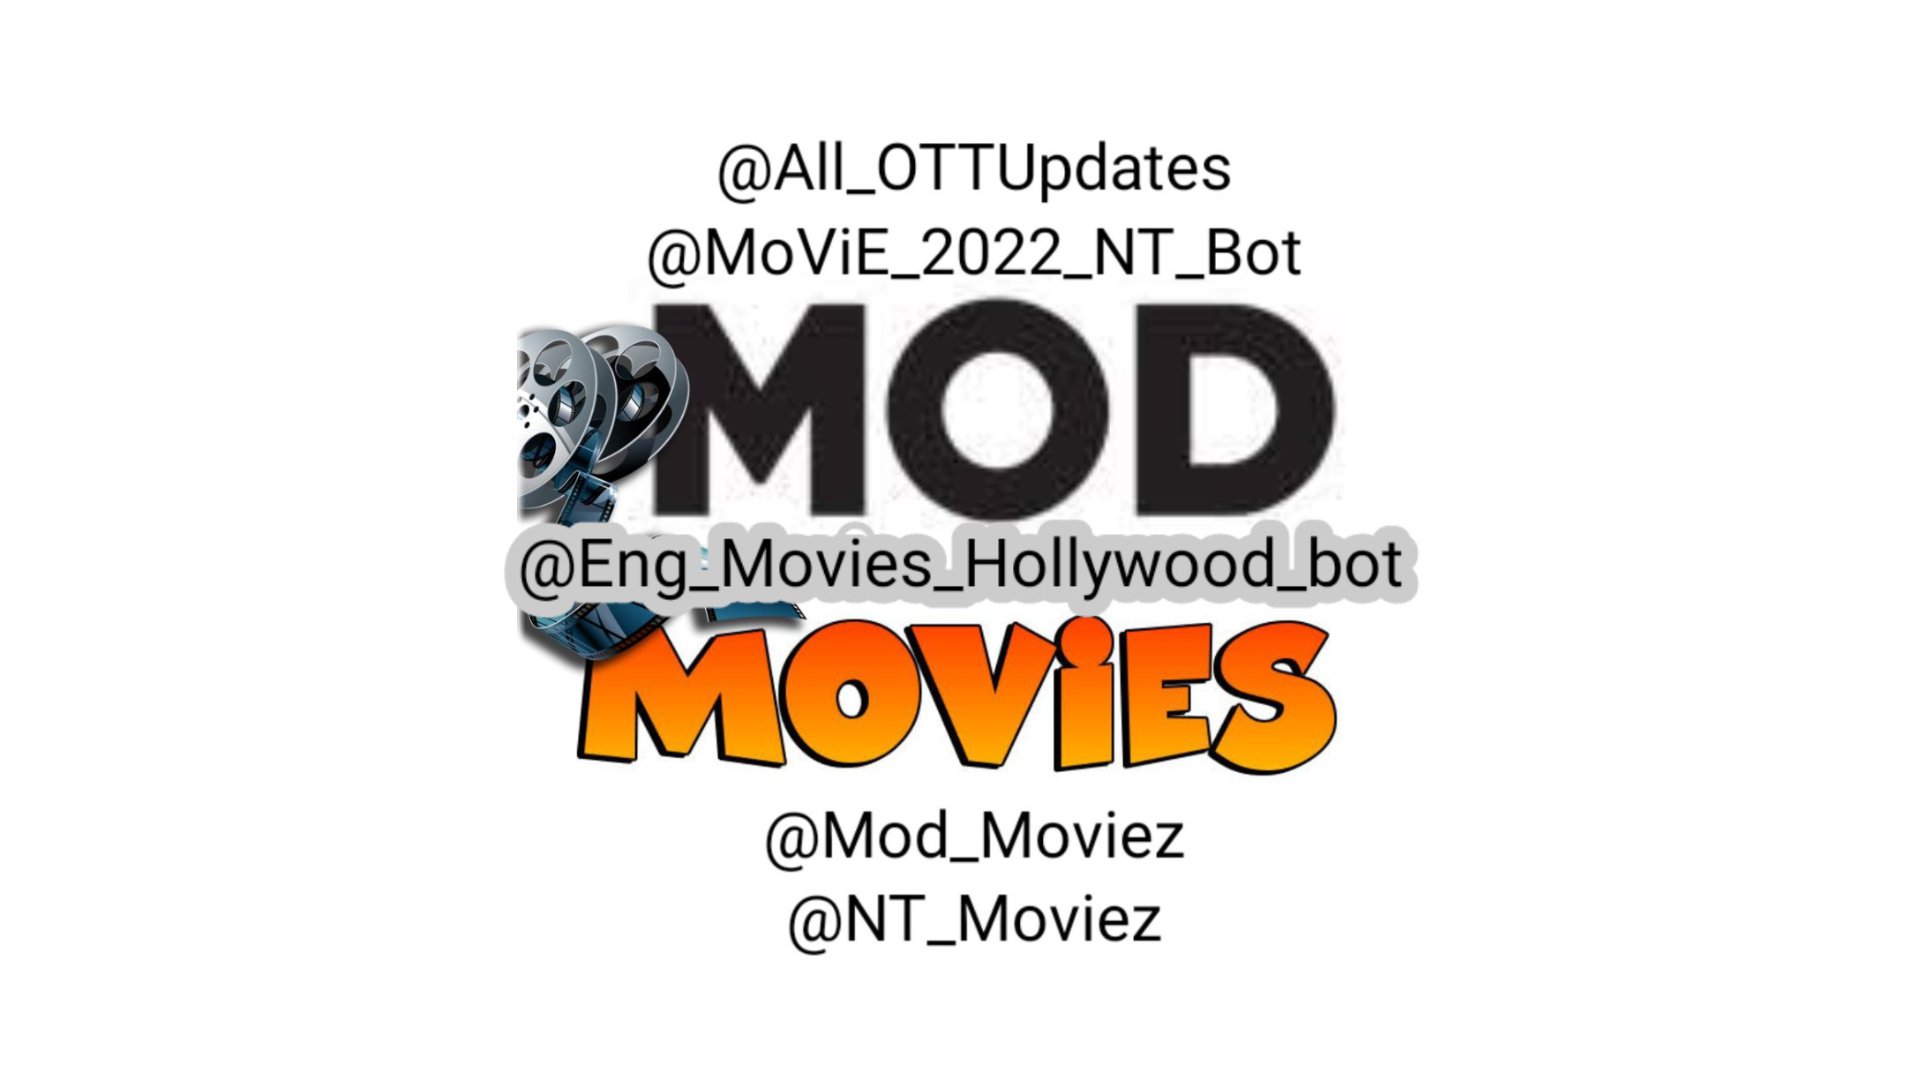 @All_OTTUpdates
@MoViE_2022_NT_Bot
MOD
@Eng_Movies_Hollywood_bot
MOViES
@Mod_Moviez
@NT_Moviez